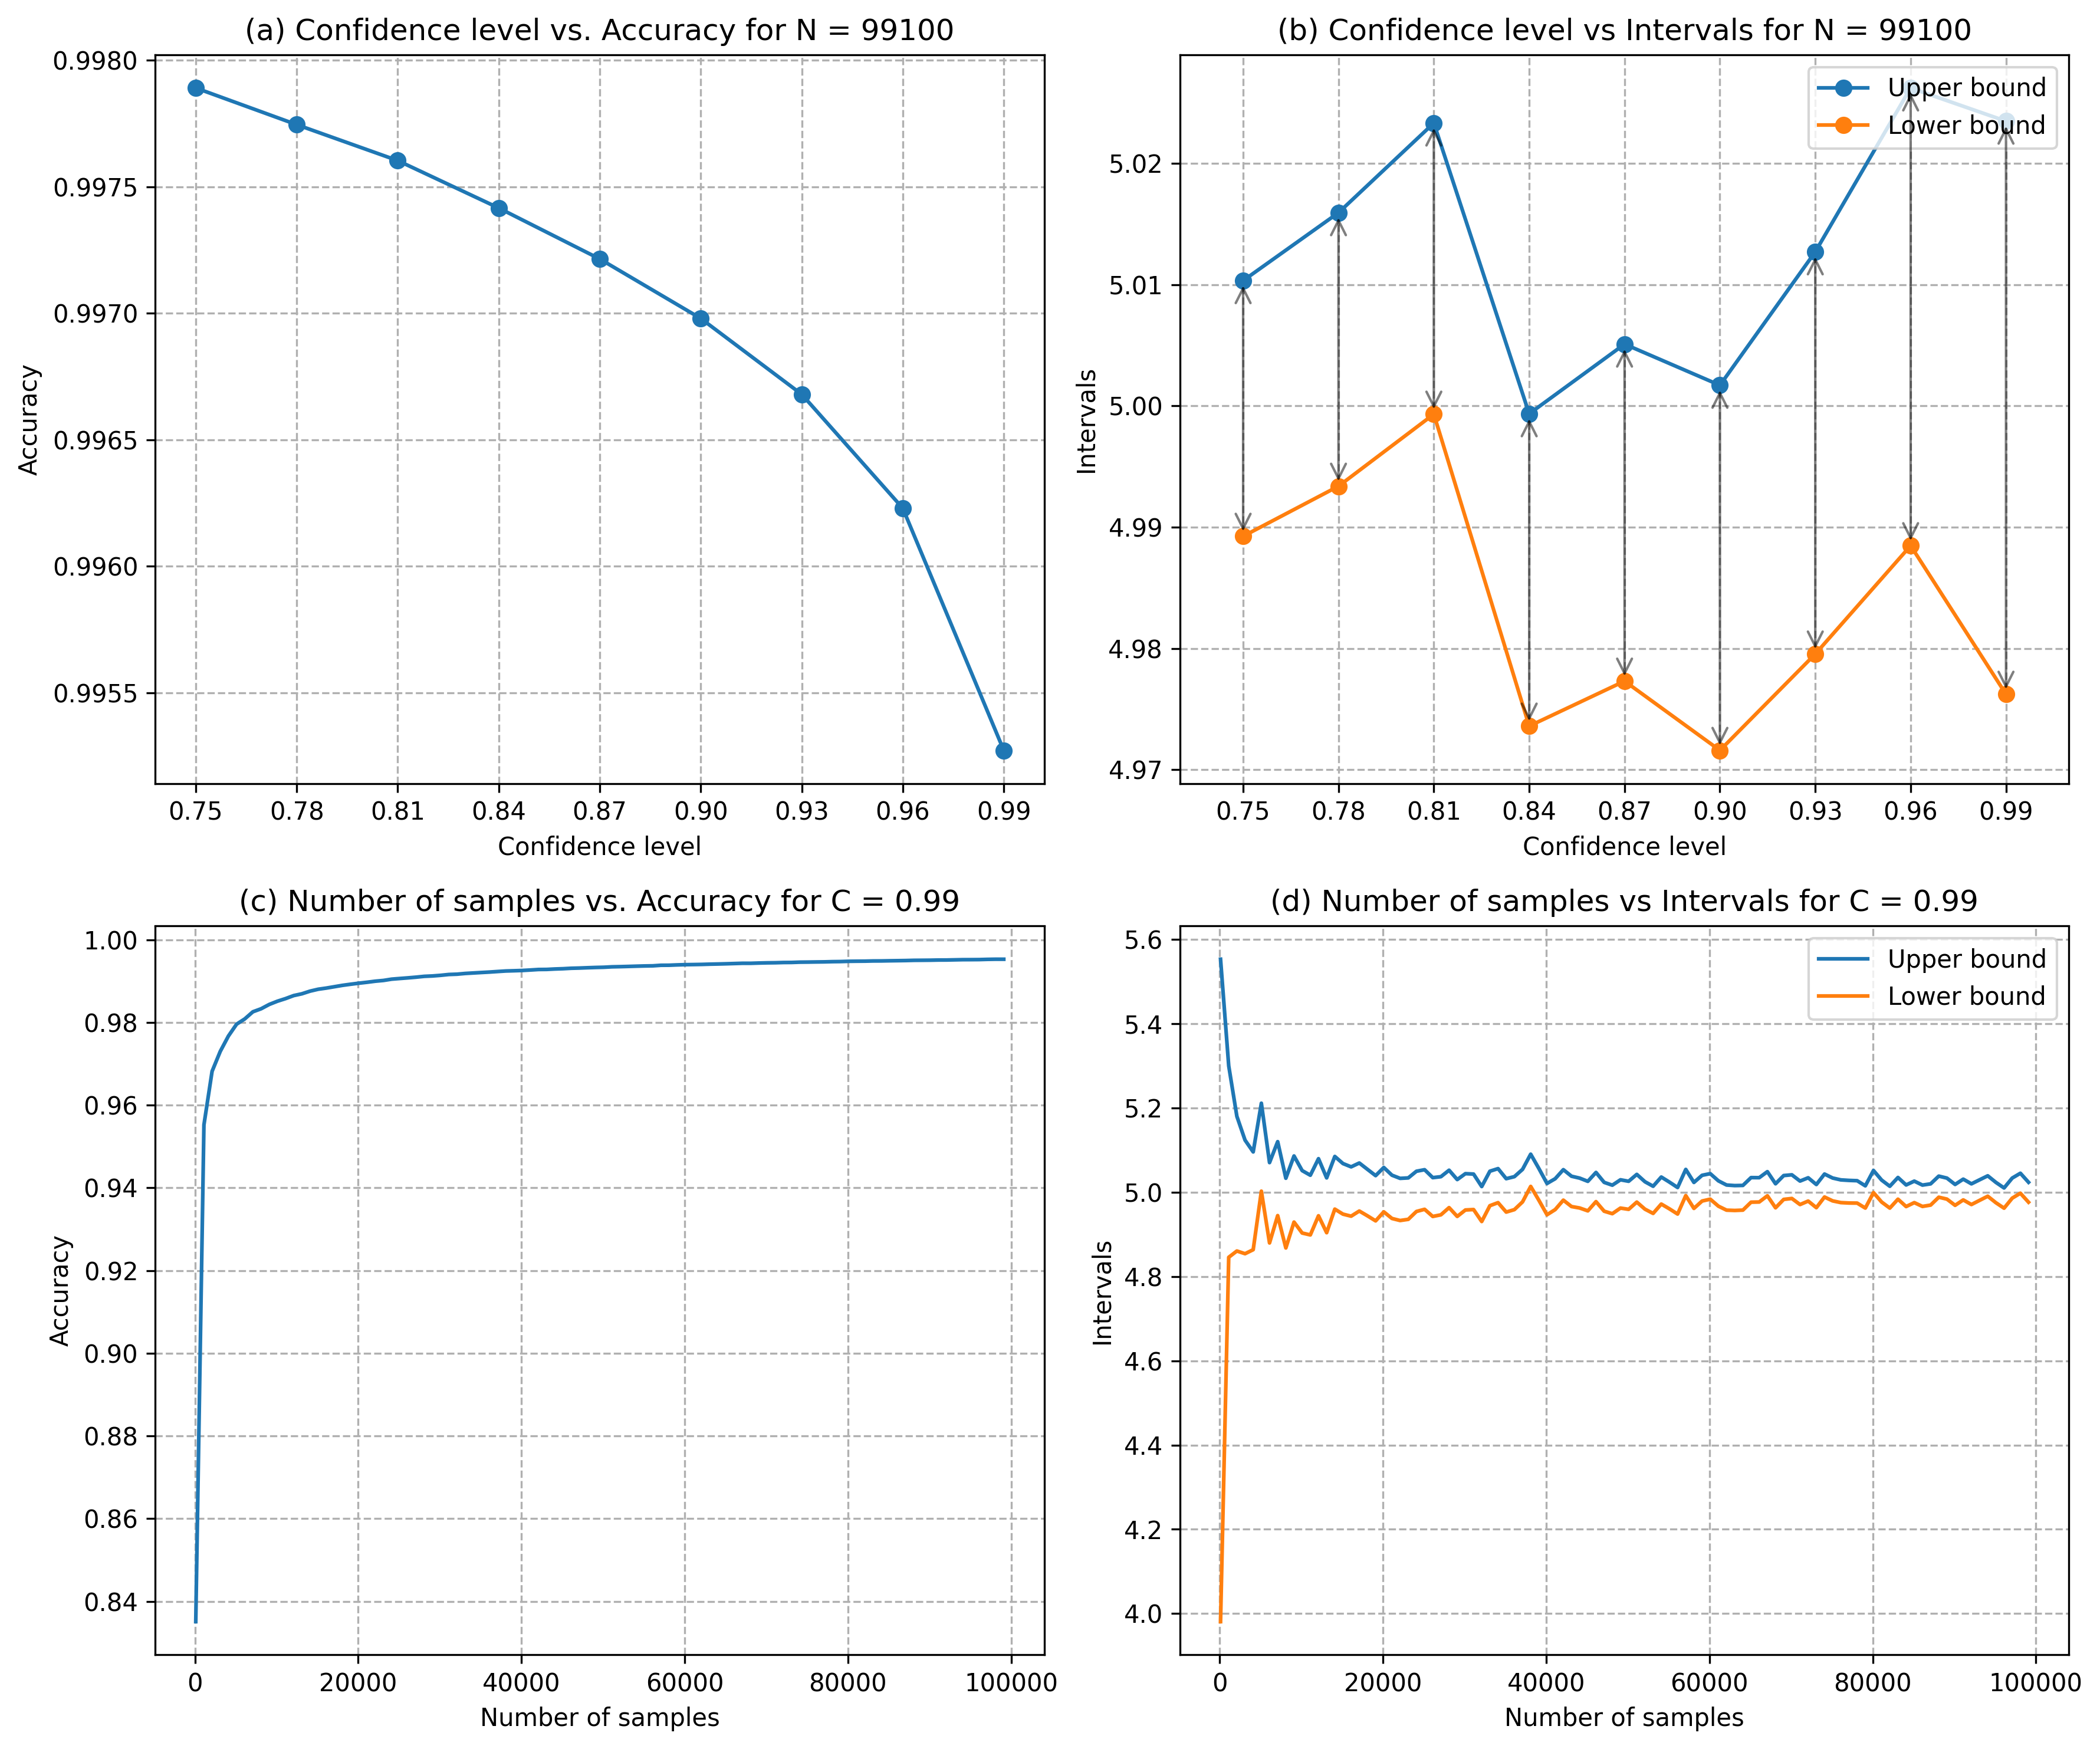 (a) Confidence level vs. Accuracy for N = 99100
0.9980
0.9975
0.9970
0.9965
0.9960
0.9955
Accuracy
0.75 0.78 0.81 0.84 0.87 0.90 0.93 0.96 0.99
Confidence level
(b) Confidence level vs Intervals for N = 99100
Upper bound
Lower bound
5.02
5.01
5.00
4.99
4.98
4.97
Intervals
0.75 0.78 0.81 0.84 0.87 0.90 0.93 0.96 0.99
Confidence level
(c) Number of samples vs. Accuracy for C = 0.99
1.00
0.98
0.96
0.94
0.92
0.90
0.88
0.86
0.84
Accuracy
0 20000 40000 60000 80000 100000
Number of samples
(d) Number of samples vs Intervals for C = 0.99
Upper bound
Lower bound
5.6
5.4
5.2
5.0
4.8
4.6
4.4
4.2
4.0
Intervals
0 20000 40000 60000 80000 100000
Number of samples